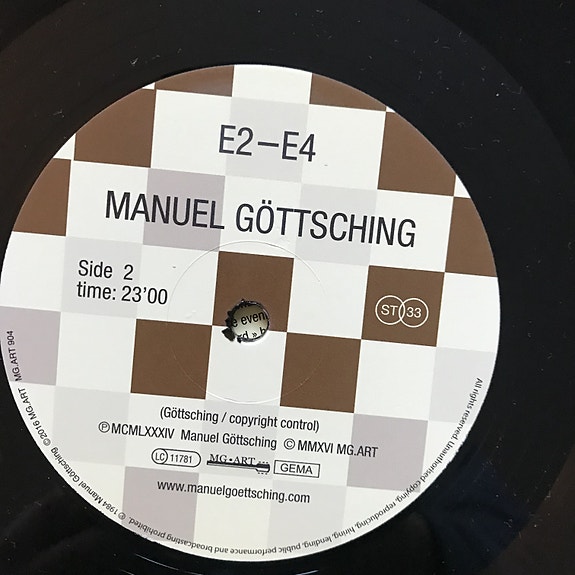 E2–E4
MANUEL GÖTTSCHING
Side 2
time: 23'00
ST 33
e even
d » b
(Göttsching / copyright control)
Ⓟ MCMLXXXIV Manuel Göttsching © MMXVI MG.ART
LC 11781 MG•ART GEMA
www.manuelgoettsching.com
℗ 1984 Manuel Göttsching © 2016 MG.ART MG.ART 904
All rights reserved. Unauthorised copying, reproducing, hiring, lending, public performance and broadcasting prohibited.